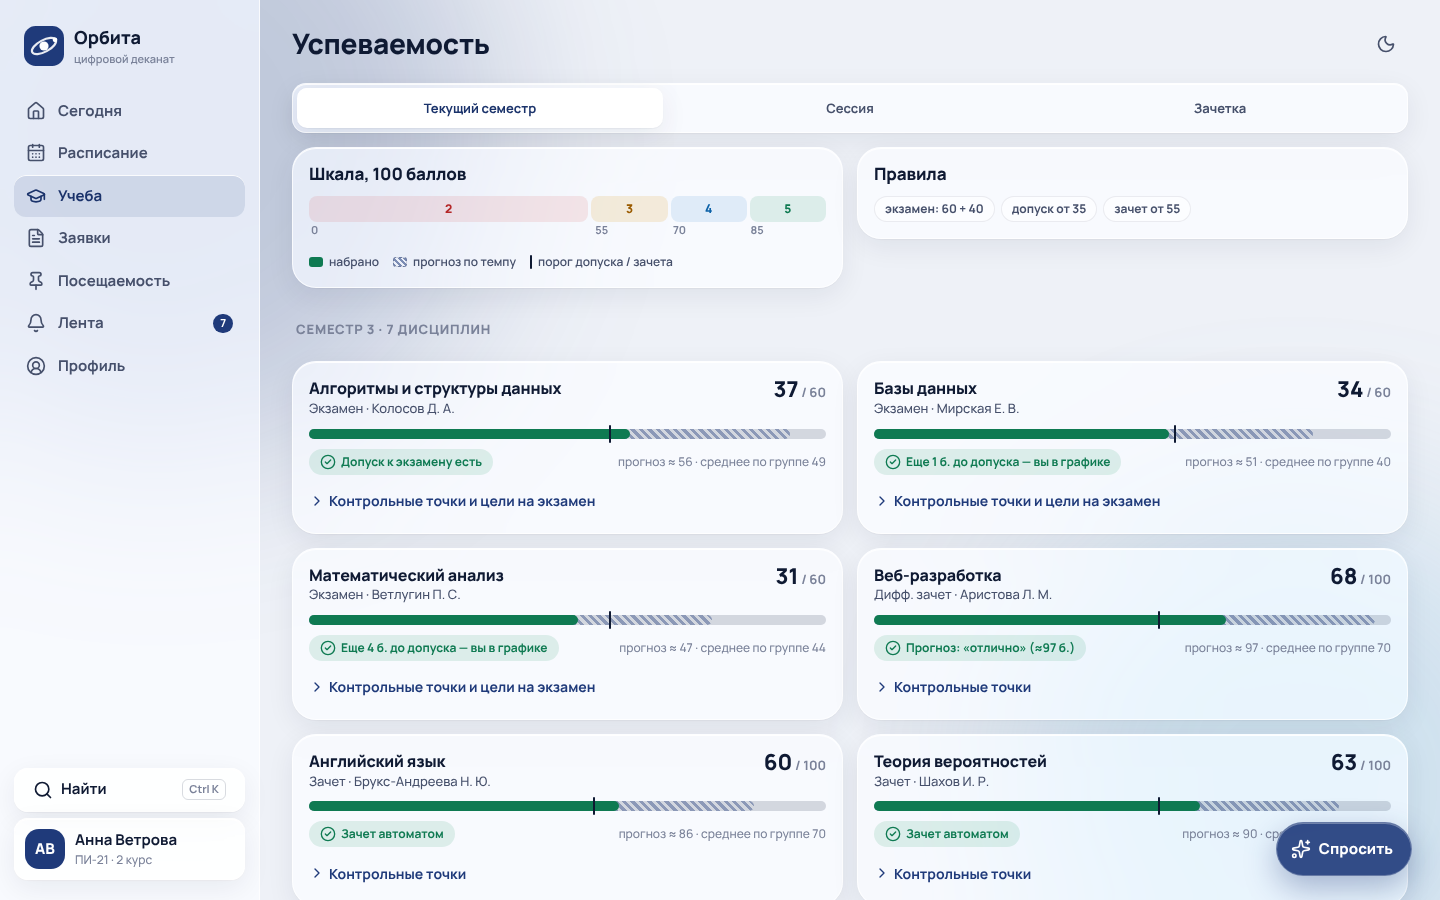 Орбита
цифровой деканат
Сегодня
Расписание
Учеба
Заявки
Посещаемость
Лента
7
Профиль
Найти
Ctrl K
АВ
Анна Ветрова
ПИ-21 · 2 курс
Успеваемость
Текущий семестр
Сессия
Зачетка
Шкала, 100 баллов
2
3
4
5
0
55
70
85
набрано
прогноз по темпу
порог допуска / зачета
Правила
экзамен: 60 + 40
допуск от 35
зачет от 55
СЕМЕСТР 3 · 7 ДИСЦИПЛИН
Алгоритмы и структуры данных
37 / 60
Экзамен · Колосов Д. А.
Допуск к экзамену есть
прогноз ≈ 56 · среднее по группе 49
Контрольные точки и цели на экзамен
Базы данных
34 / 60
Экзамен · Мирская Е. В.
Еще 1 б. до допуска — вы в графике
прогноз ≈ 51 · среднее по группе 40
Контрольные точки и цели на экзамен
Математический анализ
31 / 60
Экзамен · Ветлугин П. С.
Еще 4 б. до допуска — вы в графике
прогноз ≈ 47 · среднее по группе 44
Контрольные точки и цели на экзамен
Веб-разработка
68 / 100
Дифф. зачет · Аристова Л. М.
Прогноз: «отлично» (≈97 б.)
прогноз ≈ 97 · среднее по группе 70
Контрольные точки
Английский язык
60 / 100
Зачет · Брукс-Андреева Н. Ю.
Зачет автоматом
прогноз ≈ 86 · среднее по группе 70
Контрольные точки
Теория вероятностей
63 / 100
Зачет · Шахов И. Р.
Зачет автоматом
прогноз ≈ 90 ·
Контрольные точки
Спросить